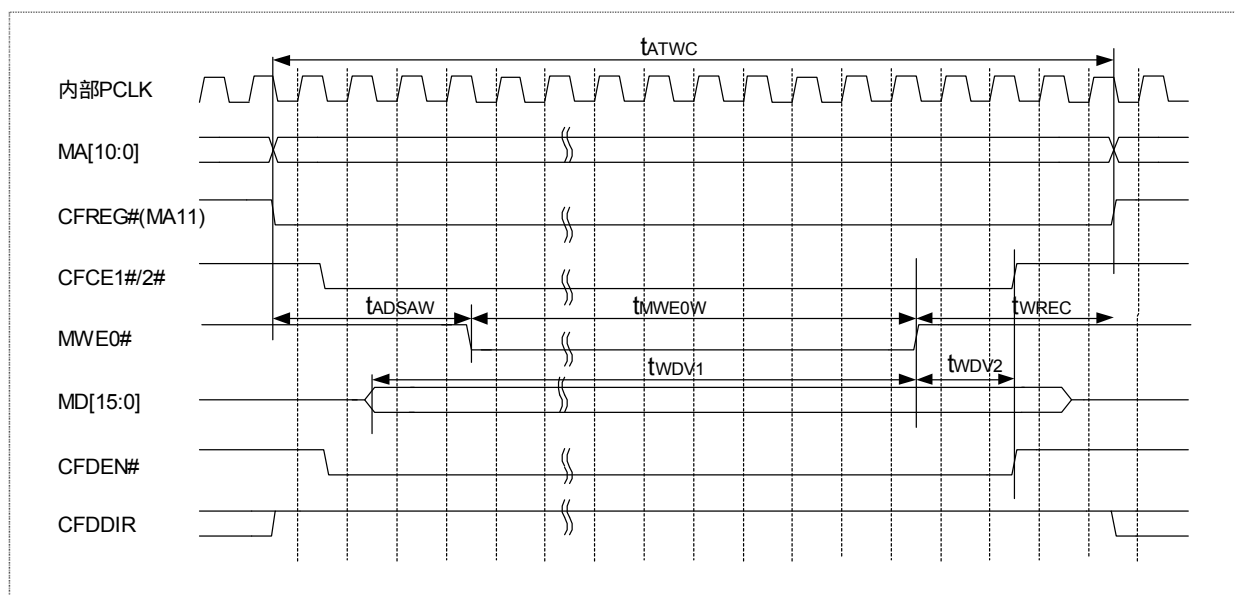 tATWC
内部PCLK
MA[10:0]
CFREG#(MA11)
CFCE1#/2#
tADSAW tMWE0W tWREC
MWE0#
tWDV1 tWDV2
MD[15:0]
CFDEN#
CFDDIR